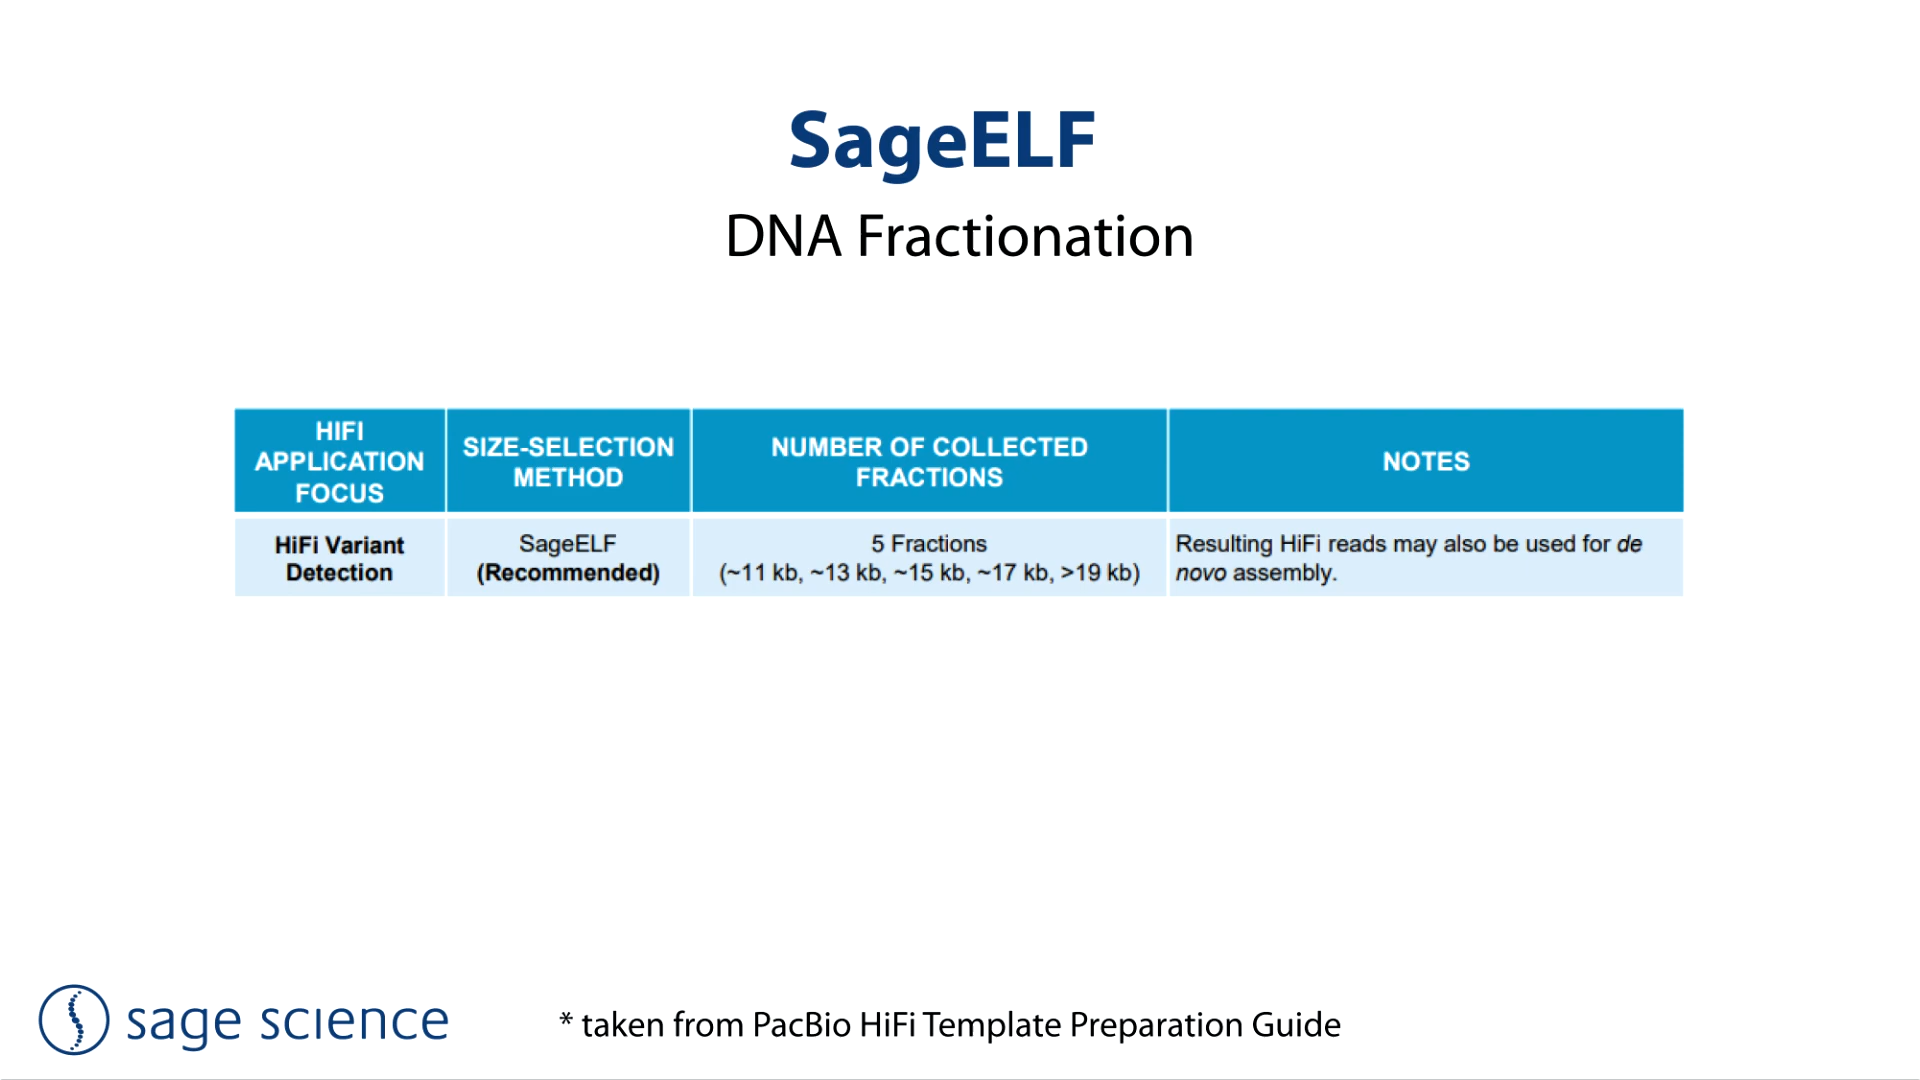 SageELF
DNA Fractionation
HIFI
APPLICATION
FOCUS
SIZE-SELECTION
METHOD
NUMBER OF COLLECTED
FRACTIONS
NOTES
HiFi Variant
Detection
SageELF
(Recommended)
5 Fractions
(~11 kb, ~13 kb, ~15 kb, ~17 kb, >19 kb)
Resulting HiFi reads may also be used for de
novo assembly.
sage science
* taken from PacBio HiFi Template Preparation Guide